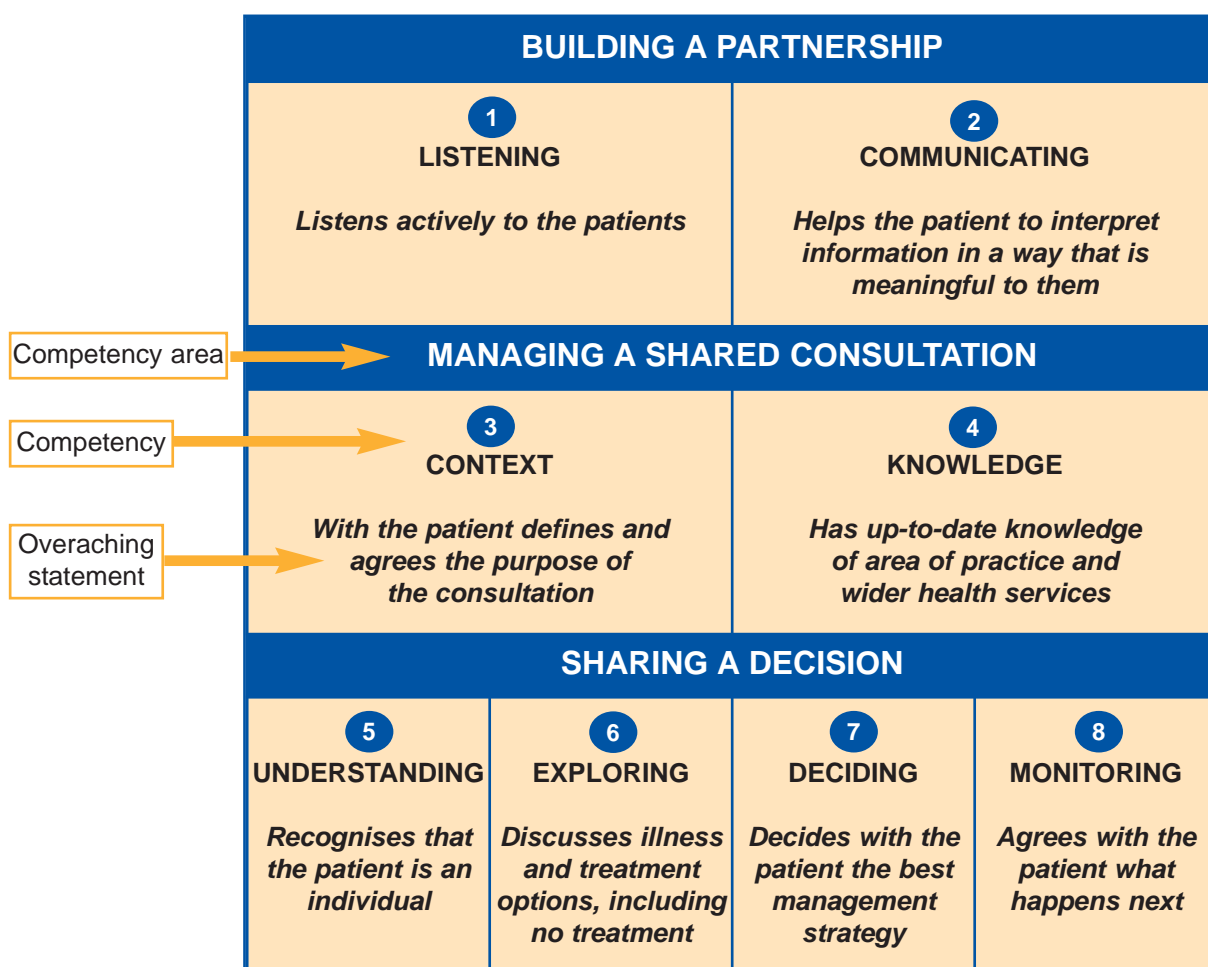 BUILDING A PARTNERSHIP
1
LISTENING
Listens actively to the patients
2
COMMUNICATING
Helps the patient to interpret
information in a way that is
meaningful to them
Competency area
MANAGING A SHARED CONSULTATION
Competency
3
CONTEXT
Overaching
statement
With the patient defines and
agrees the purpose of
the consultation
4
KNOWLEDGE
Has up-to-date knowledge
of area of practice and
wider health services
SHARING A DECISION
5
UNDERSTANDING
Recognises that
the patient is an
individual
6
EXPLORING
Discusses illness
and treatment
options, including
no treatment
7
DECIDING
Decides with the
patient the best
management
strategy
8
MONITORING
Agrees with the
patient what
happens next